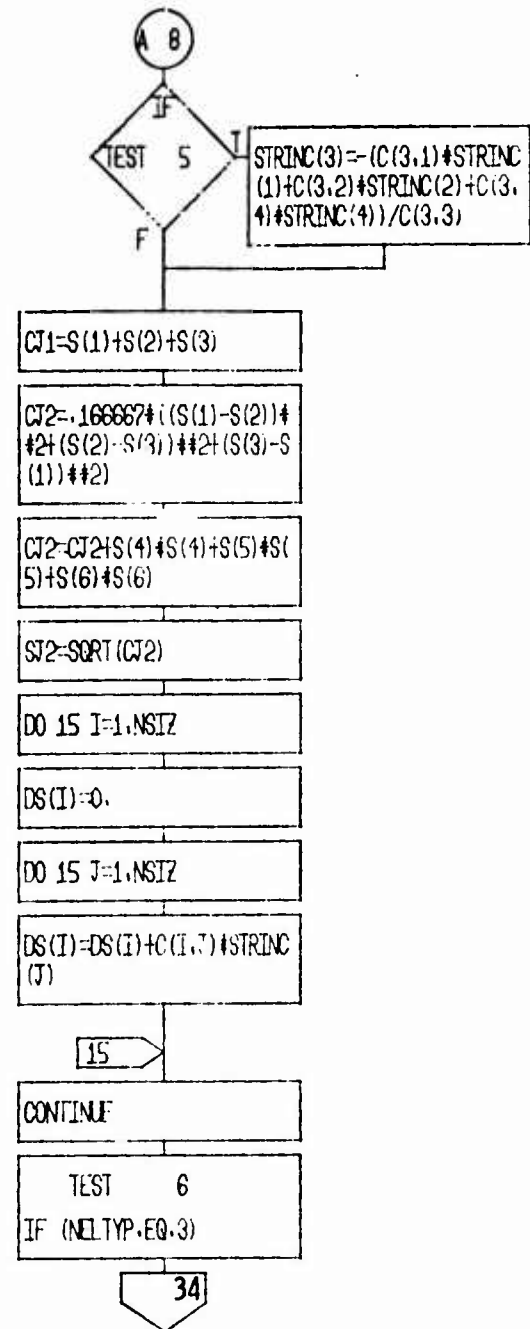 A 8
IF
TEST 5
T
STRINC(3)=-(C(3,1)*STRINC
(1)+C(3,2)*STRINC(2)+C(3,
4)*STRINC(4))/C(3,3)
F
CJ1=S(1)+S(2)+S(3)
CJ2=.166667*((S(1)-S(2))*
*2+(S(2)-S(3))**2+(S(3)-S
(1))**2)
CJ2=CJ2+S(4)*S(4)+S(5)*S(
5)+S(6)*S(6)
SJ2=SQRT(CJ2)
DO 15 I=1,NSIZ
DS(I)=0.
DO 15 J=1,NSIZ
DS(I)=DS(I)+C(I,J)*STRINC
(J)
15
CONTINUE
TEST 6
IF (NELTYP.EQ.3)
34